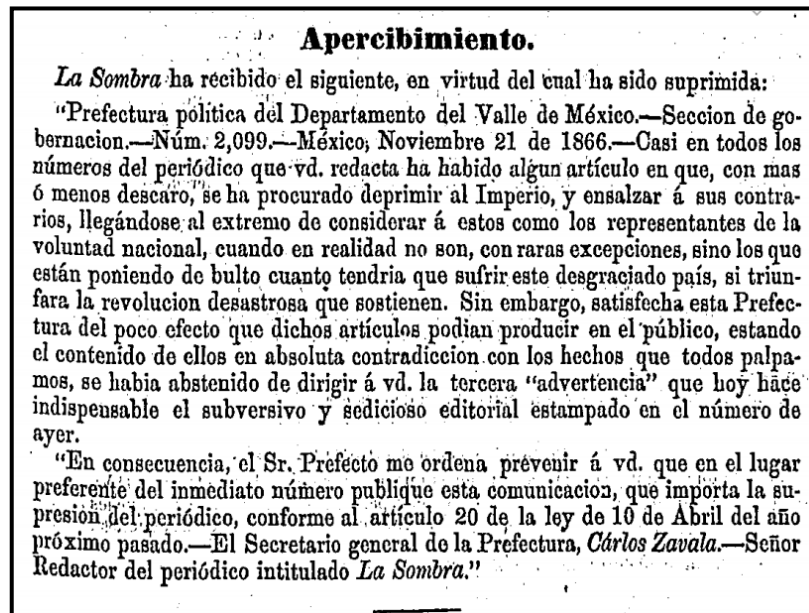 Apercibimiento.
La Sombra ha recibido el siguiente, en virtud del cual ha sido suprimida:
"Prefectura política del Departamento del Valle de México.—Seccion de go-
bernacion.—Núm. 2,099.—México, Noviembre 21 de 1866.—Casi en todos los
números del periódico que vd. redacta ha habido algun artículo en que, con mas
ó menos descaro, se ha procurado deprimir al Imperio, y ensalzar á sus contra-
rios, llegándose al extremo de considerar á estos como los representantes de la
voluntad nacional, cuando en realidad no son, con raras excepciones, sino los que
están poniendo de bulto cuanto tendria que sufrir este desgraciado país, si triun-
fara la revolucion desastrosa que sostienen. Sin embargo, satisfecha esta Prefec-
tura del poco efecto que dichos artículos podian producir en el público, estando
el contenido de ellos en absoluta contradiccion con los hechos que todos palpa-
mos, se habia abstenido de dirigir á vd. la tercera "advertencia" que hoy hace
indispensable el subversivo y sedicioso editorial estampado en el número de
ayer.
"En consecuencia, el Sr. Prefecto me ordena prevenir á vd. que en el lugar
preferente del inmediato número publique esta comunicacion, que importa la su-
presion del periódico, conforme al artículo 20 de la ley de 10 de Abril del año
próximo pasado.—El Secretario general de la Prefectura, Cárlos Zavala.—Señor
Redactor del periódico intitulado La Sombra."